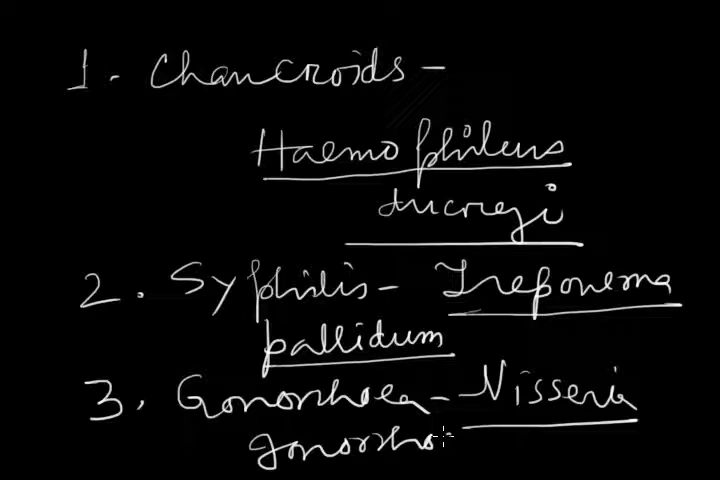 1. Chancroids -
Haemophilus
ducreyi
2. Syphilis - Treponema
pallidum
3. Gonorrhoea - Nisseria
gonorrho